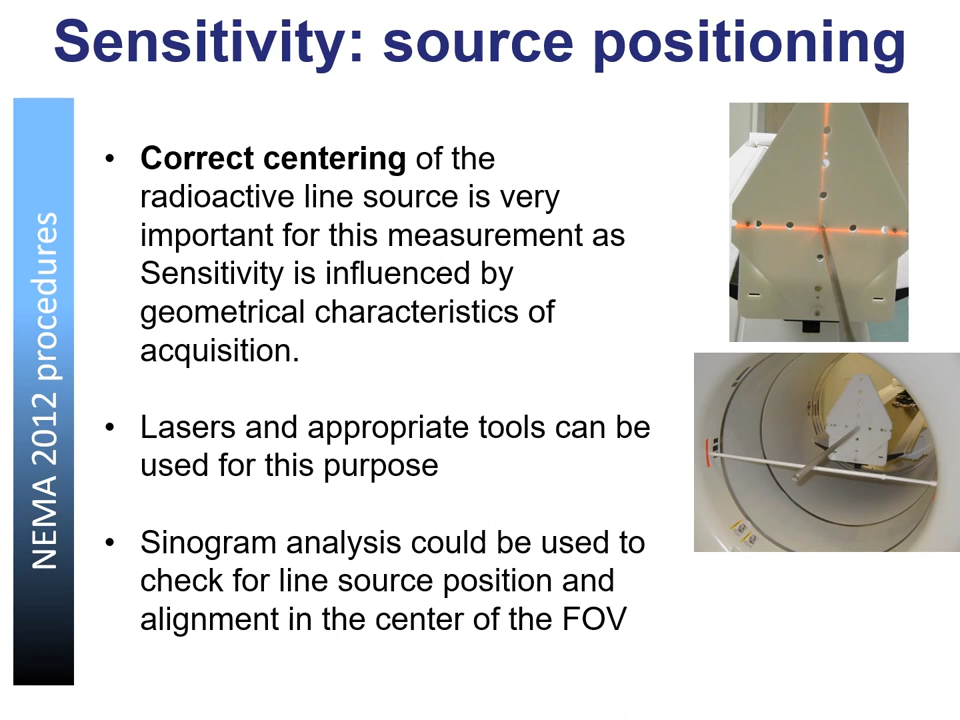 Sensitivity: source positioning
NEMA 2012 procedures
• Correct centering of the
radioactive line source is very
important for this measurement as
Sensitivity is influenced by
geometrical characteristics of
acquisition.
• Lasers and appropriate tools can be
used for this purpose
• Sinogram analysis could be used to
check for line source position and
alignment in the center of the FOV